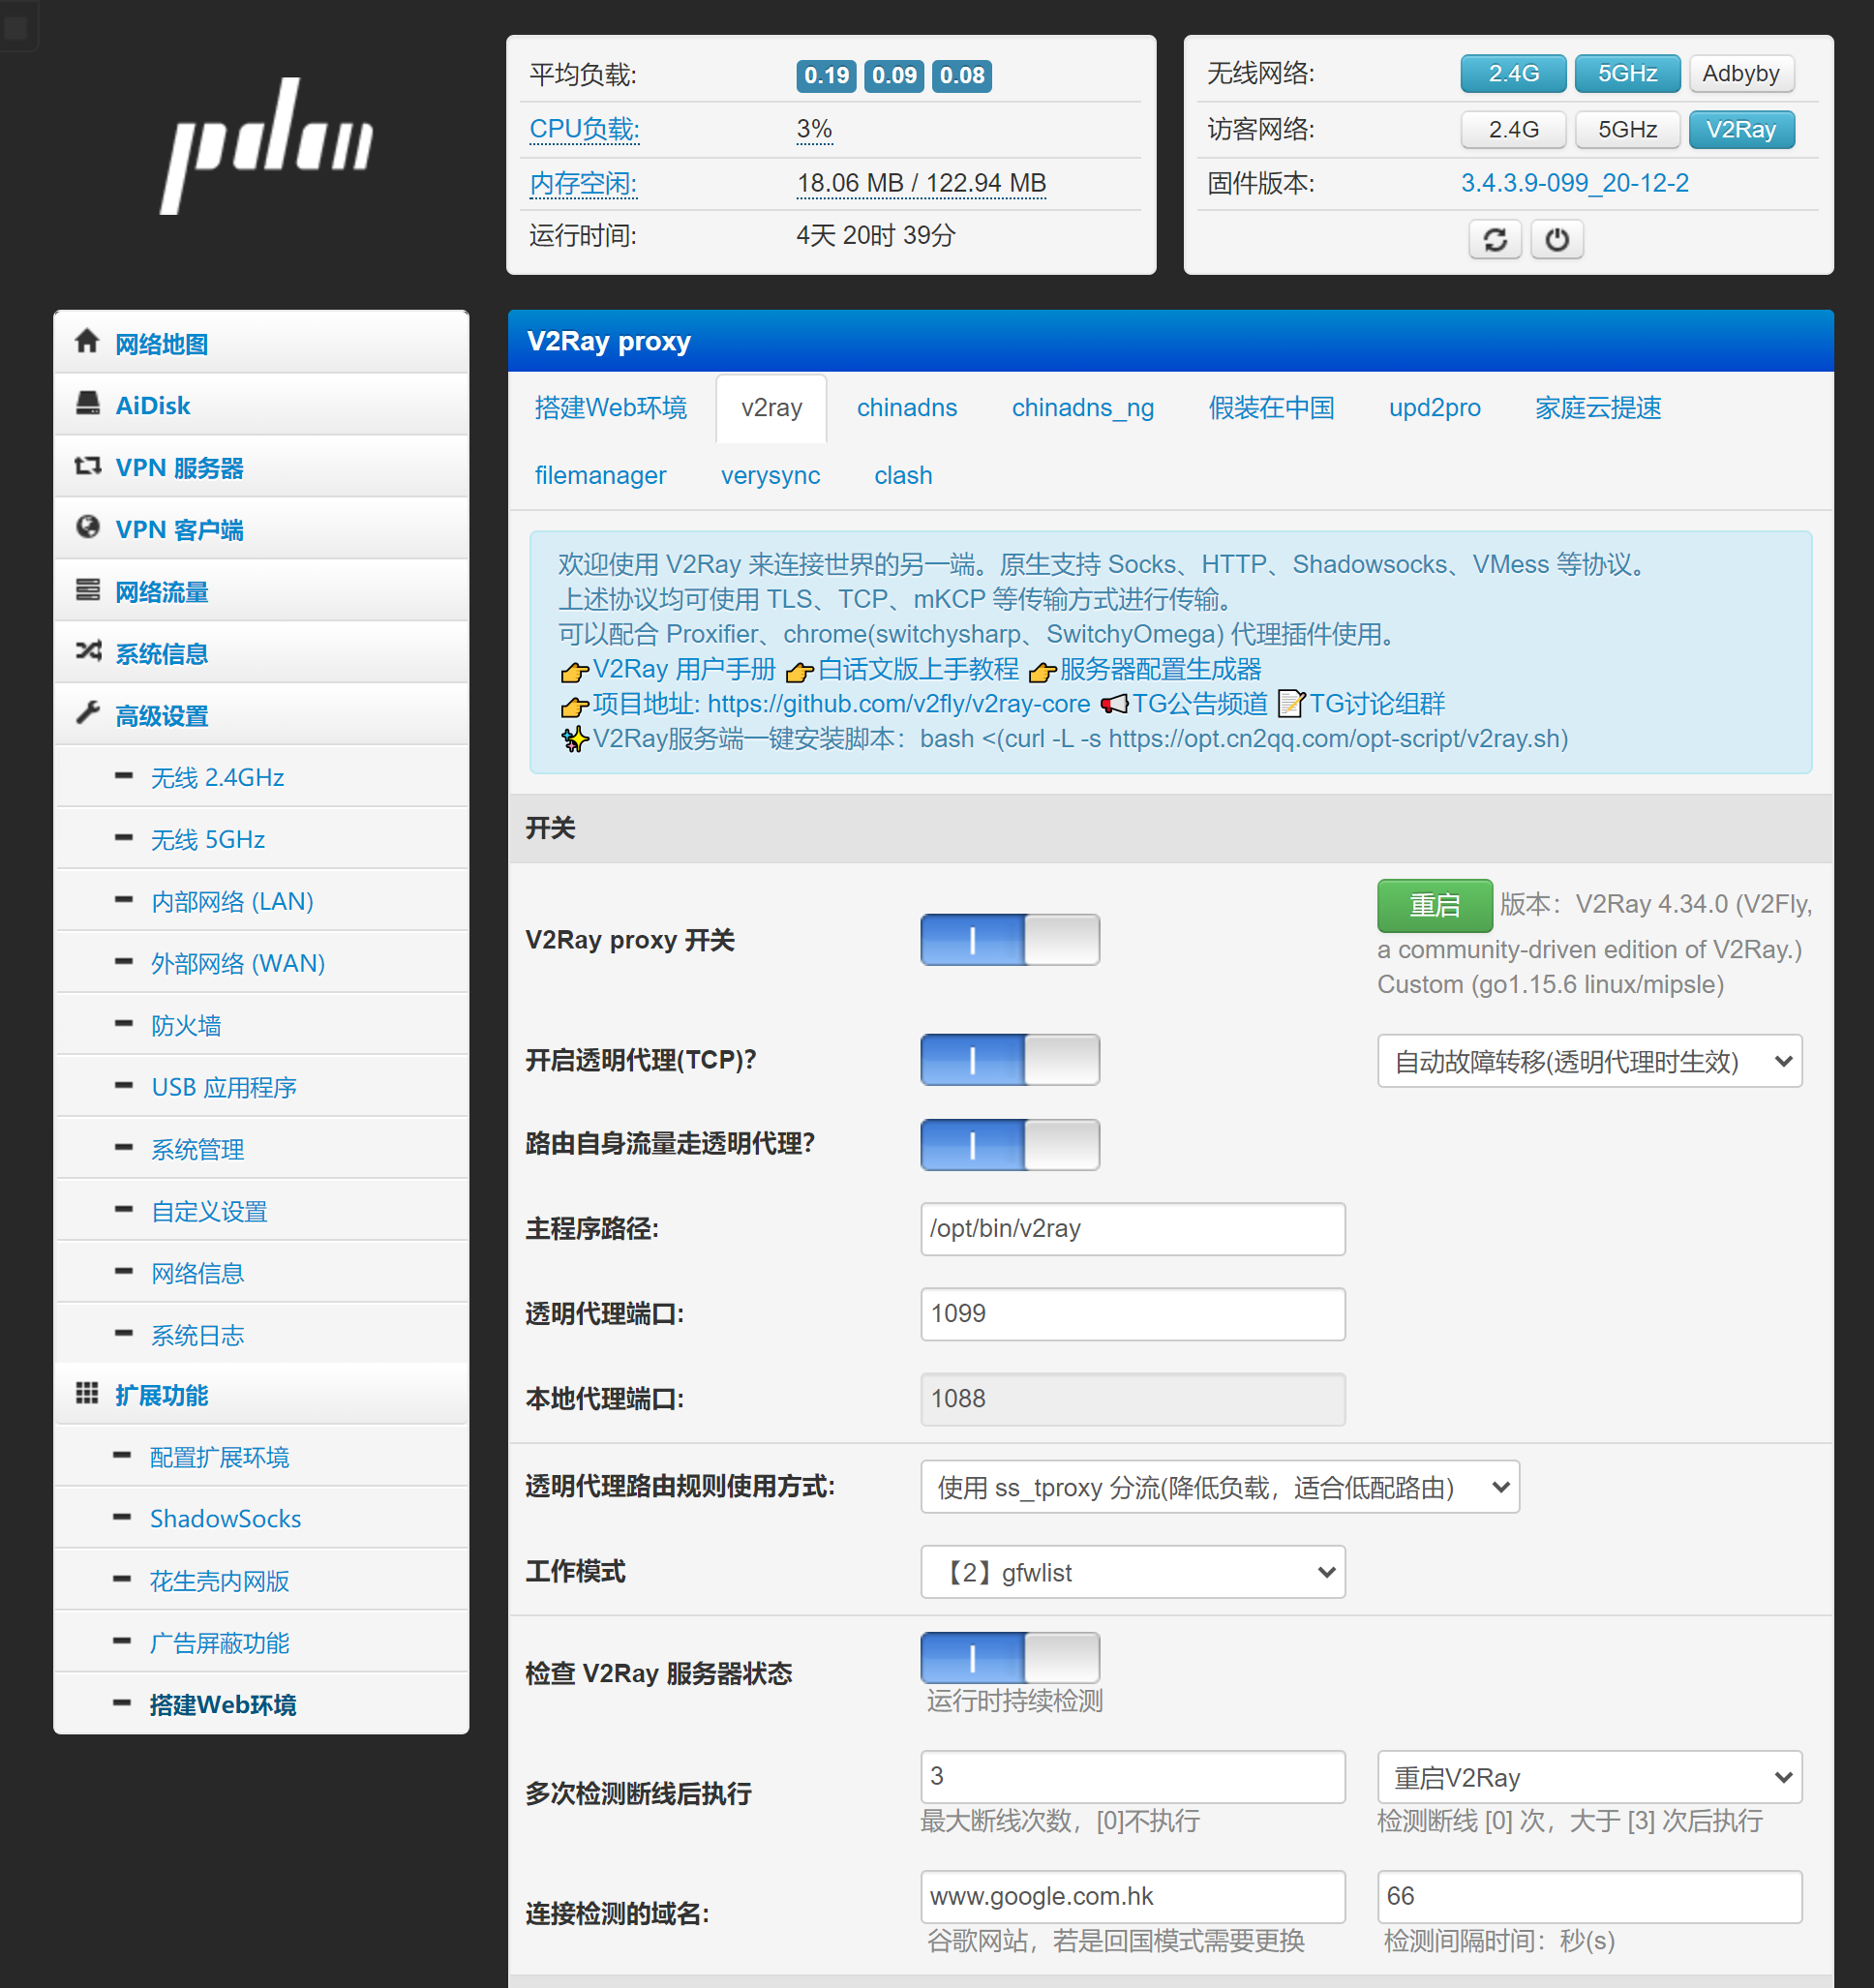 pdcn
平均负载: 0.19 0.09 0.08
CPU负载: 3%
内存空闲: 18.06 MB / 122.94 MB
运行时间: 4天 20时 39分
无线网络: 2.4G 5GHz Adbyby
访客网络: 2.4G 5GHz V2Ray
固件版本: 3.4.3.9-099_20-12-2
网络地图
AiDisk
VPN 服务器
VPN 客户端
网络流量
系统信息
高级设置
无线 2.4GHz
无线 5GHz
内部网络 (LAN)
外部网络 (WAN)
防火墙
USB 应用程序
系统管理
自定义设置
网络信息
系统日志
扩展功能
配置扩展环境
ShadowSocks
花生壳内网版
广告屏蔽功能
搭建Web环境
V2Ray proxy
搭建Web环境 v2ray chinadns chinadns_ng 假装在中国 upd2pro 家庭云提速
filemanager verysync clash
欢迎使用 V2Ray 来连接世界的另一端。原生支持 Socks、HTTP、Shadowsocks、VMess 等协议。
上述协议均可使用 TLS、TCP、mKCP 等传输方式进行传输。
可以配合 Proxifier、chrome(switchysharp、SwitchyOmega) 代理插件使用。
👉V2Ray 用户手册 👉白话文版上手教程 👉服务器配置生成器
👉项目地址: https://github.com/v2fly/v2ray-core 📢TG公告频道 📝TG讨论组群
✨V2Ray服务端一键安装脚本：bash <(curl -L -s https://opt.cn2qq.com/opt-script/v2ray.sh)
开关
V2Ray proxy 开关
重启 版本：V2Ray 4.34.0 (V2Fly,
a community-driven edition of V2Ray.)
Custom (go1.15.6 linux/mipsle)
开启透明代理(TCP)? 自动故障转移(透明代理时生效)
路由自身流量走透明代理?
主程序路径: /opt/bin/v2ray
透明代理端口: 1099
本地代理端口: 1088
透明代理路由规则使用方式: 使用 ss_tproxy 分流(降低负载，适合低配路由)
工作模式 【2】gfwlist
检查 V2Ray 服务器状态
运行时持续检测
多次检测断线后执行 3 重启V2Ray
最大断线次数，[0]不执行 检测断线 [0] 次，大于 [3] 次后执行
连接检测的域名: www.google.com.hk 66
谷歌网站，若是回国模式需要更换 检测间隔时间：秒(s)